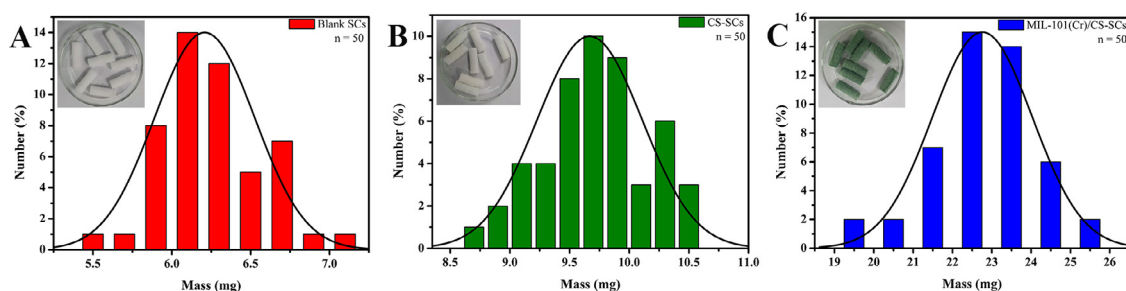 A
Blank SCs
n = 50
14
12
10
8
6
4
2
0
Number (%)
5.5 6.0 6.5 7.0
Mass (mg)
B
CS-SCs
n = 50
10
8
6
4
2
0
Number (%)
8.5 9.0 9.5 10.0 10.5 11.0
Mass (mg)
C
MIL-101(Cr)/CS-SCs
n = 50
16
14
12
10
8
6
4
2
0
Number (%)
19 20 21 22 23 24 25 26
Mass (mg)